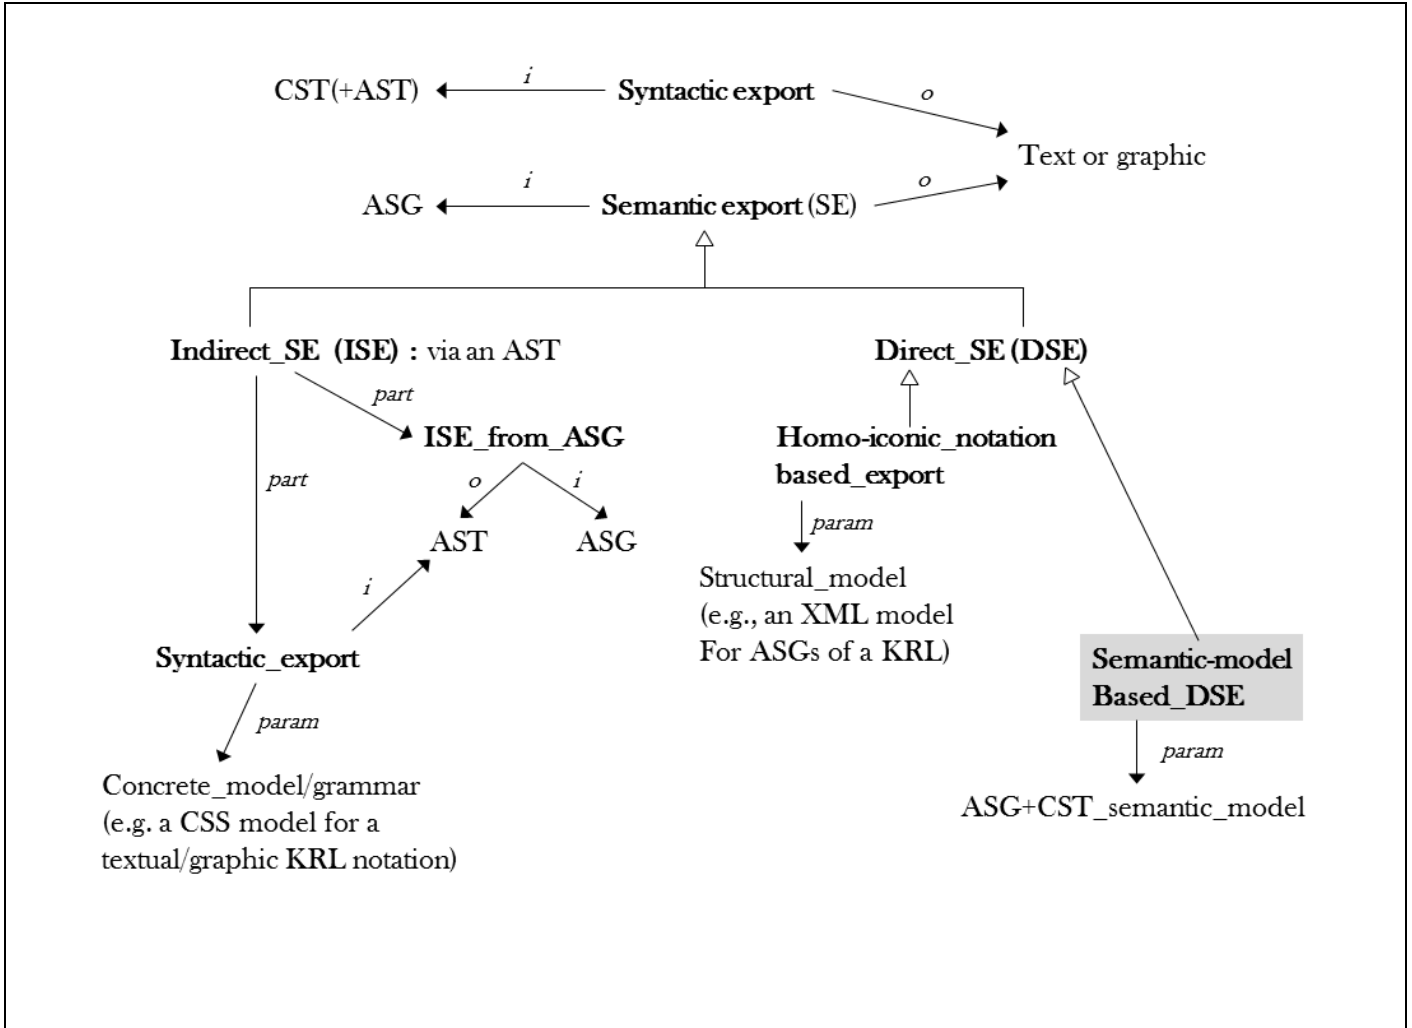 CST(+AST)
i
Syntactic export
o
Text or graphic
ASG
i
Semantic export (SE)
o
Indirect_SE (ISE) : via an AST
Direct_SE (DSE)
part
ISE_from_ASG
part
o
i
AST
ASG
i
Homo-iconic_notation
based_export
param
Structural_model
(e.g., an XML model
For ASGs of a KRL)
Syntactic_export
param
Concrete_model/grammar
(e.g. a CSS model for a
textual/graphic KRL notation)
Semantic-model
Based_DSE
param
ASG+CST_semantic_model